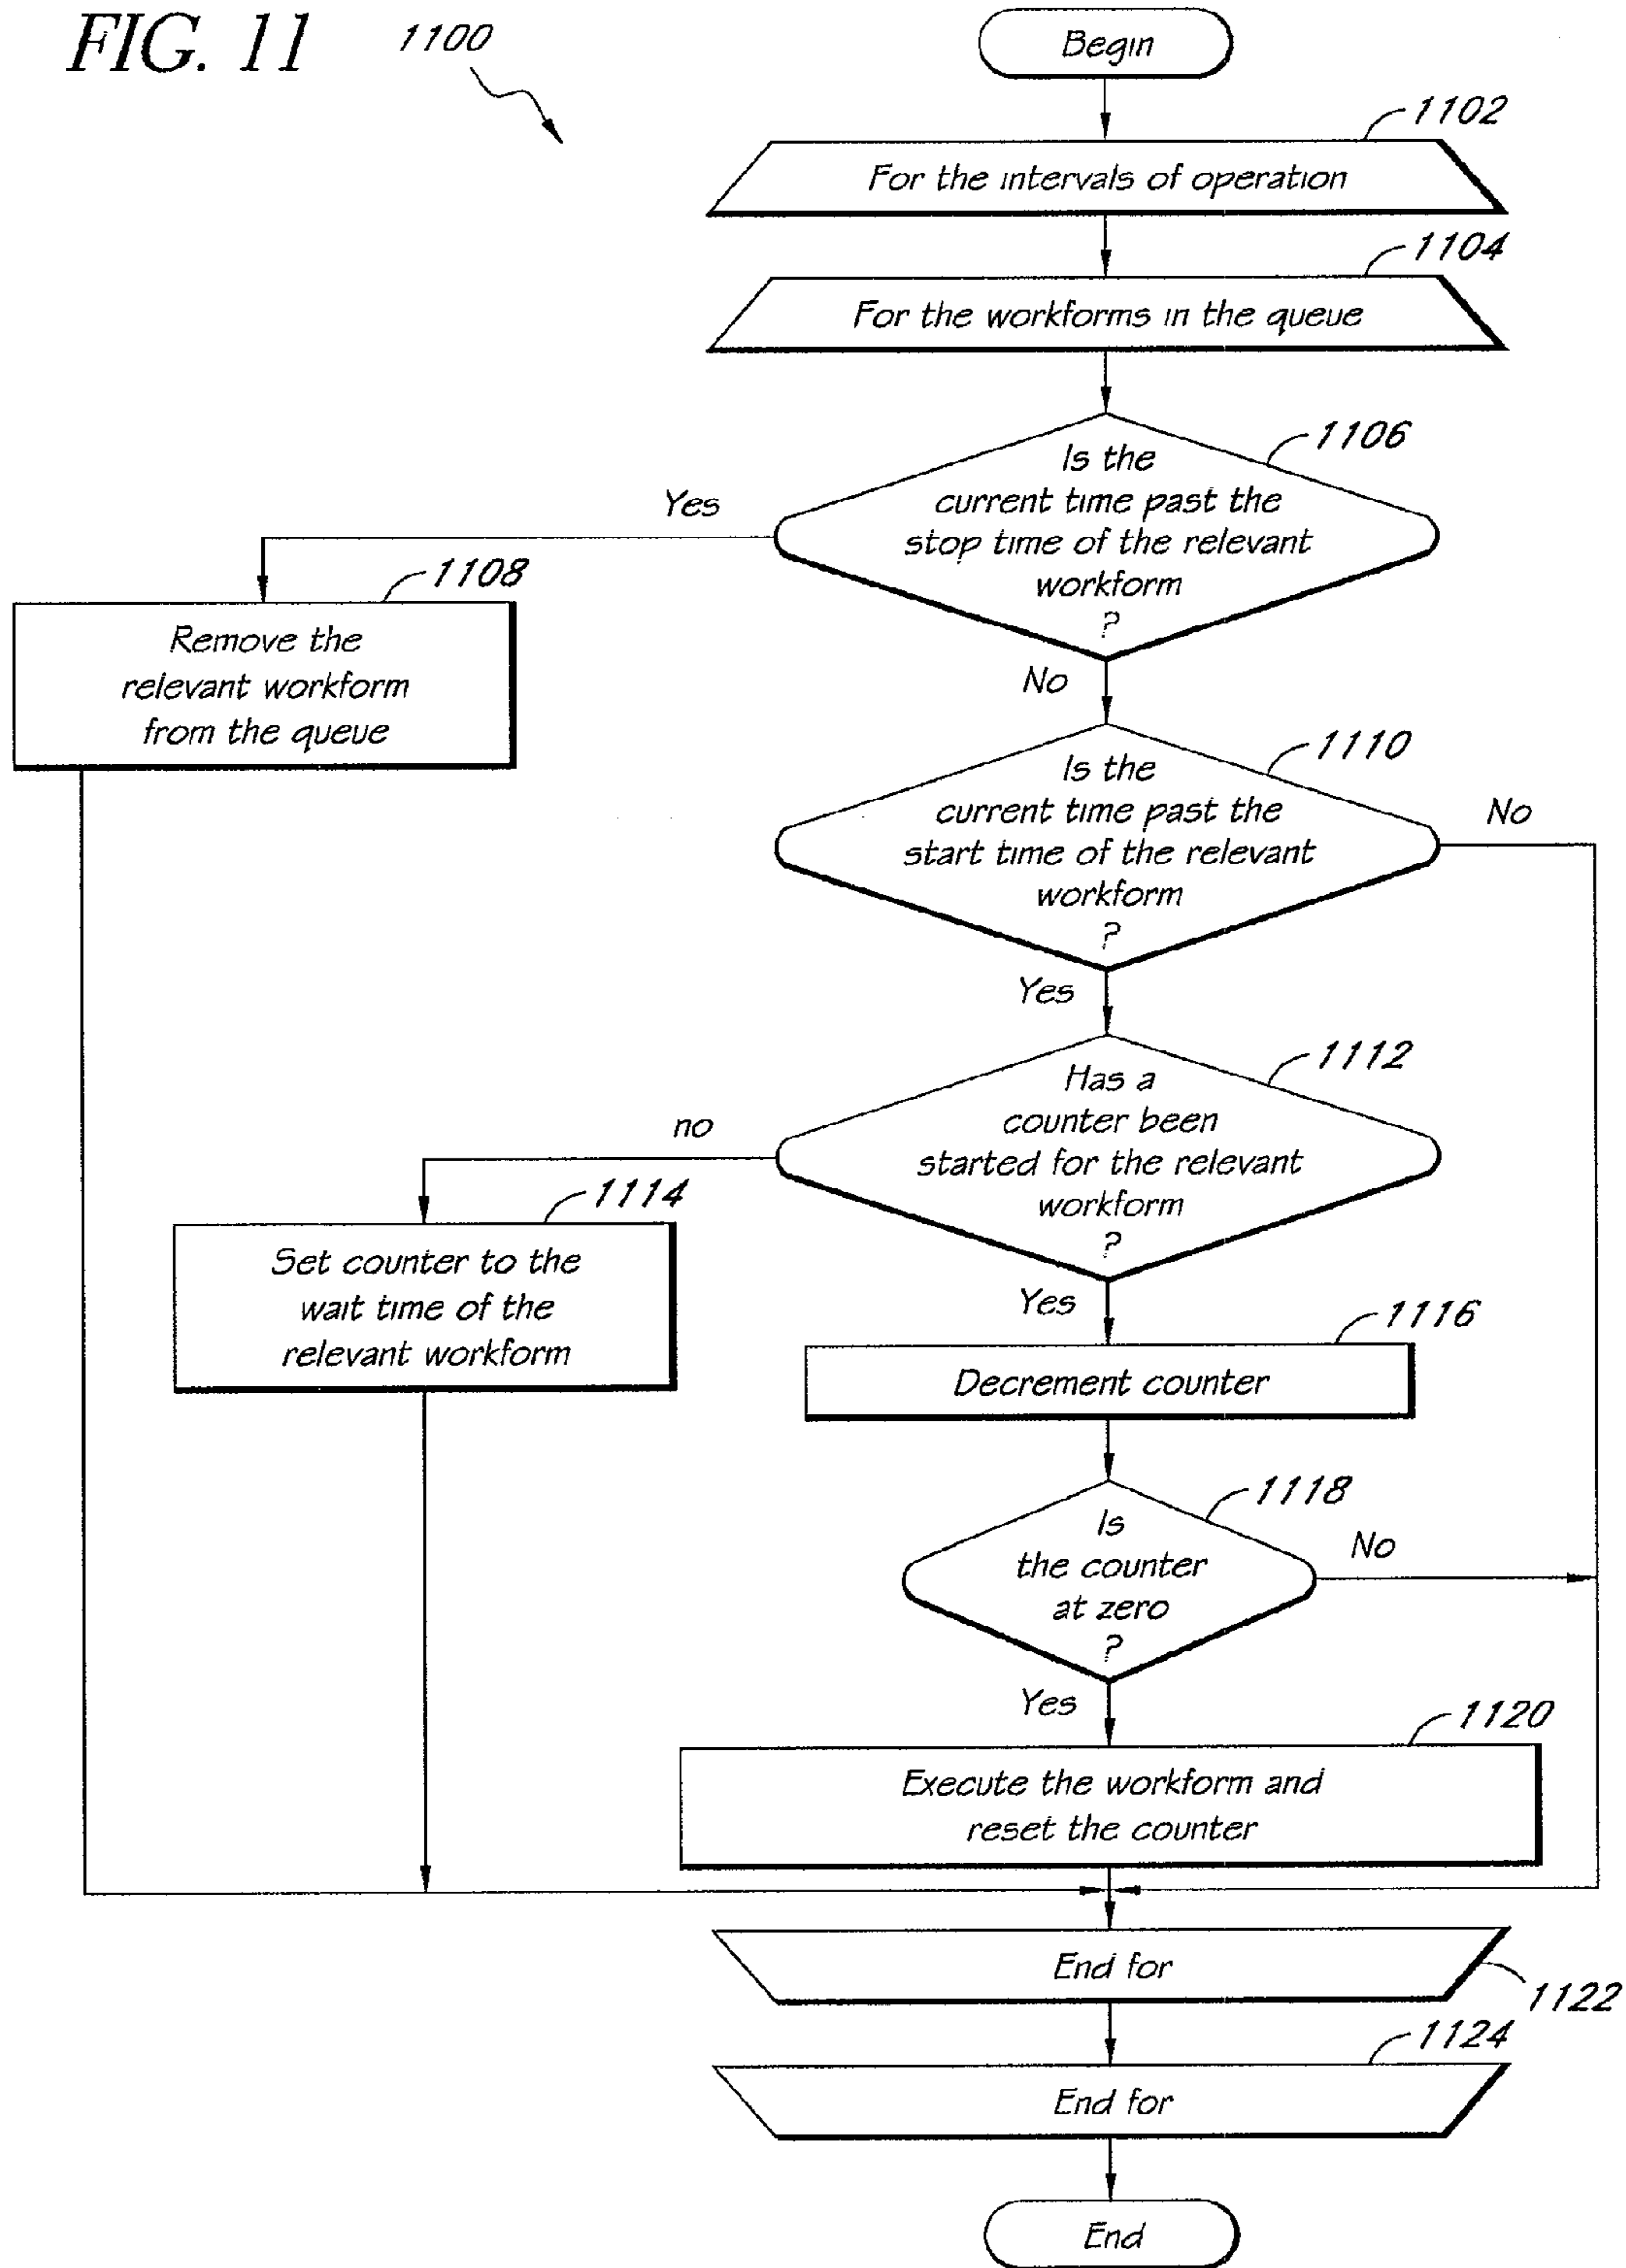 FIG. 11
1100
Begin
1102
For the intervals of operation
1104
For the workforms in the queue
1106
Is the
current time past the
stop time of the relevant
workform
?
Yes
1108
Remove the
relevant workform
from the queue
No
1110
Is the
current time past the
start time of the relevant
workform
?
No
Yes
1112
Has a
counter been
started for the relevant
workform
?
no
1114
Set counter to the
wait time of the
relevant workform
Yes
1116
Decrement counter
1118
Is
the counter
at zero
?
No
Yes
1120
Execute the workform and
reset the counter
End for
1122
1124
End for
End